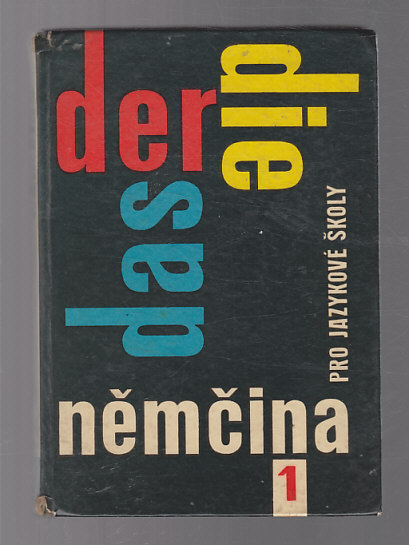 der
die
das
PRO JAZYKOVÉ ŠKOLY
němčina
1